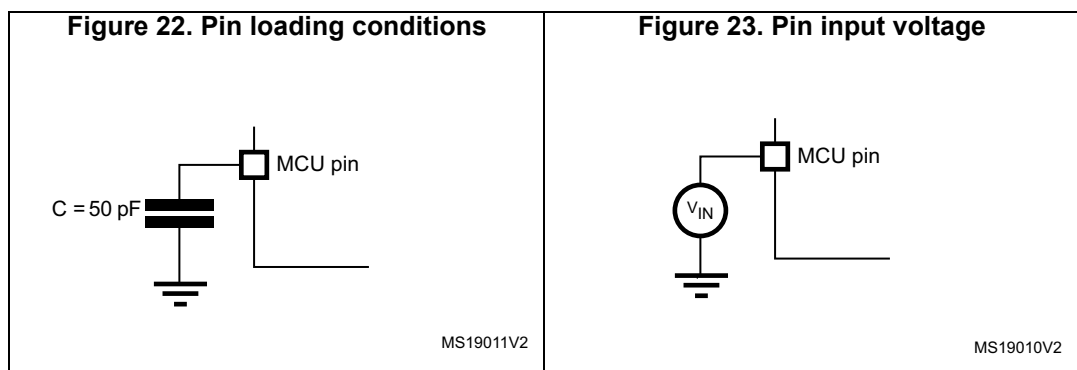 Figure 22. Pin loading conditions
MCU pin
C = 50 pF
MS19011V2
Figure 23. Pin input voltage
MCU pin
VIN
MS19010V2